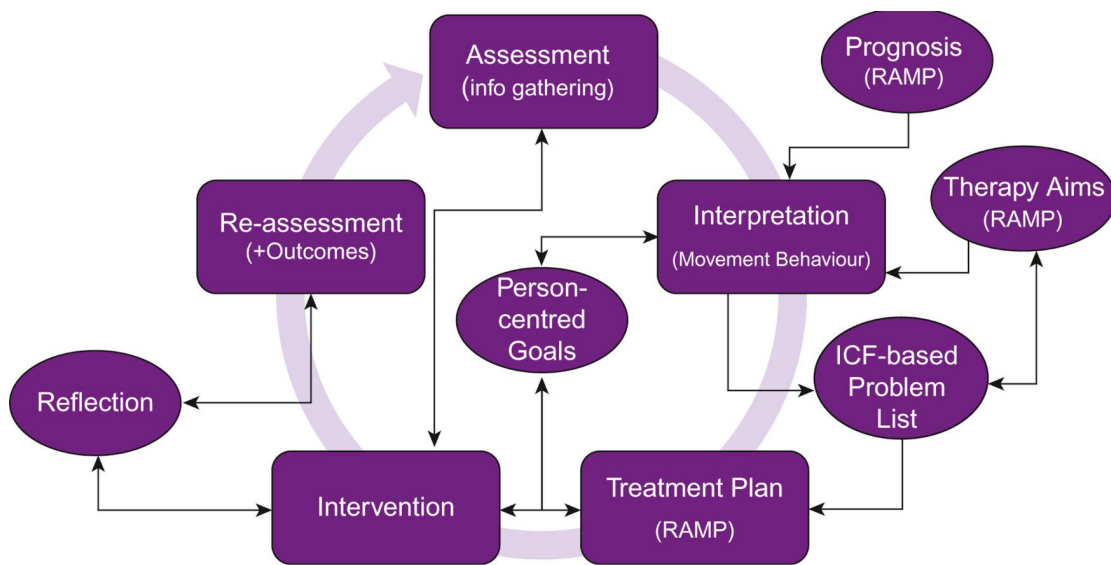 Assessment
(info gathering)
Prognosis
(RAMP)
Therapy Aims
(RAMP)
Interpretation
(Movement Behaviour)
Re-assessment
(+Outcomes)
Person-
centred
Goals
ICF-based
Problem
List
Reflection
Intervention
Treatment Plan
(RAMP)